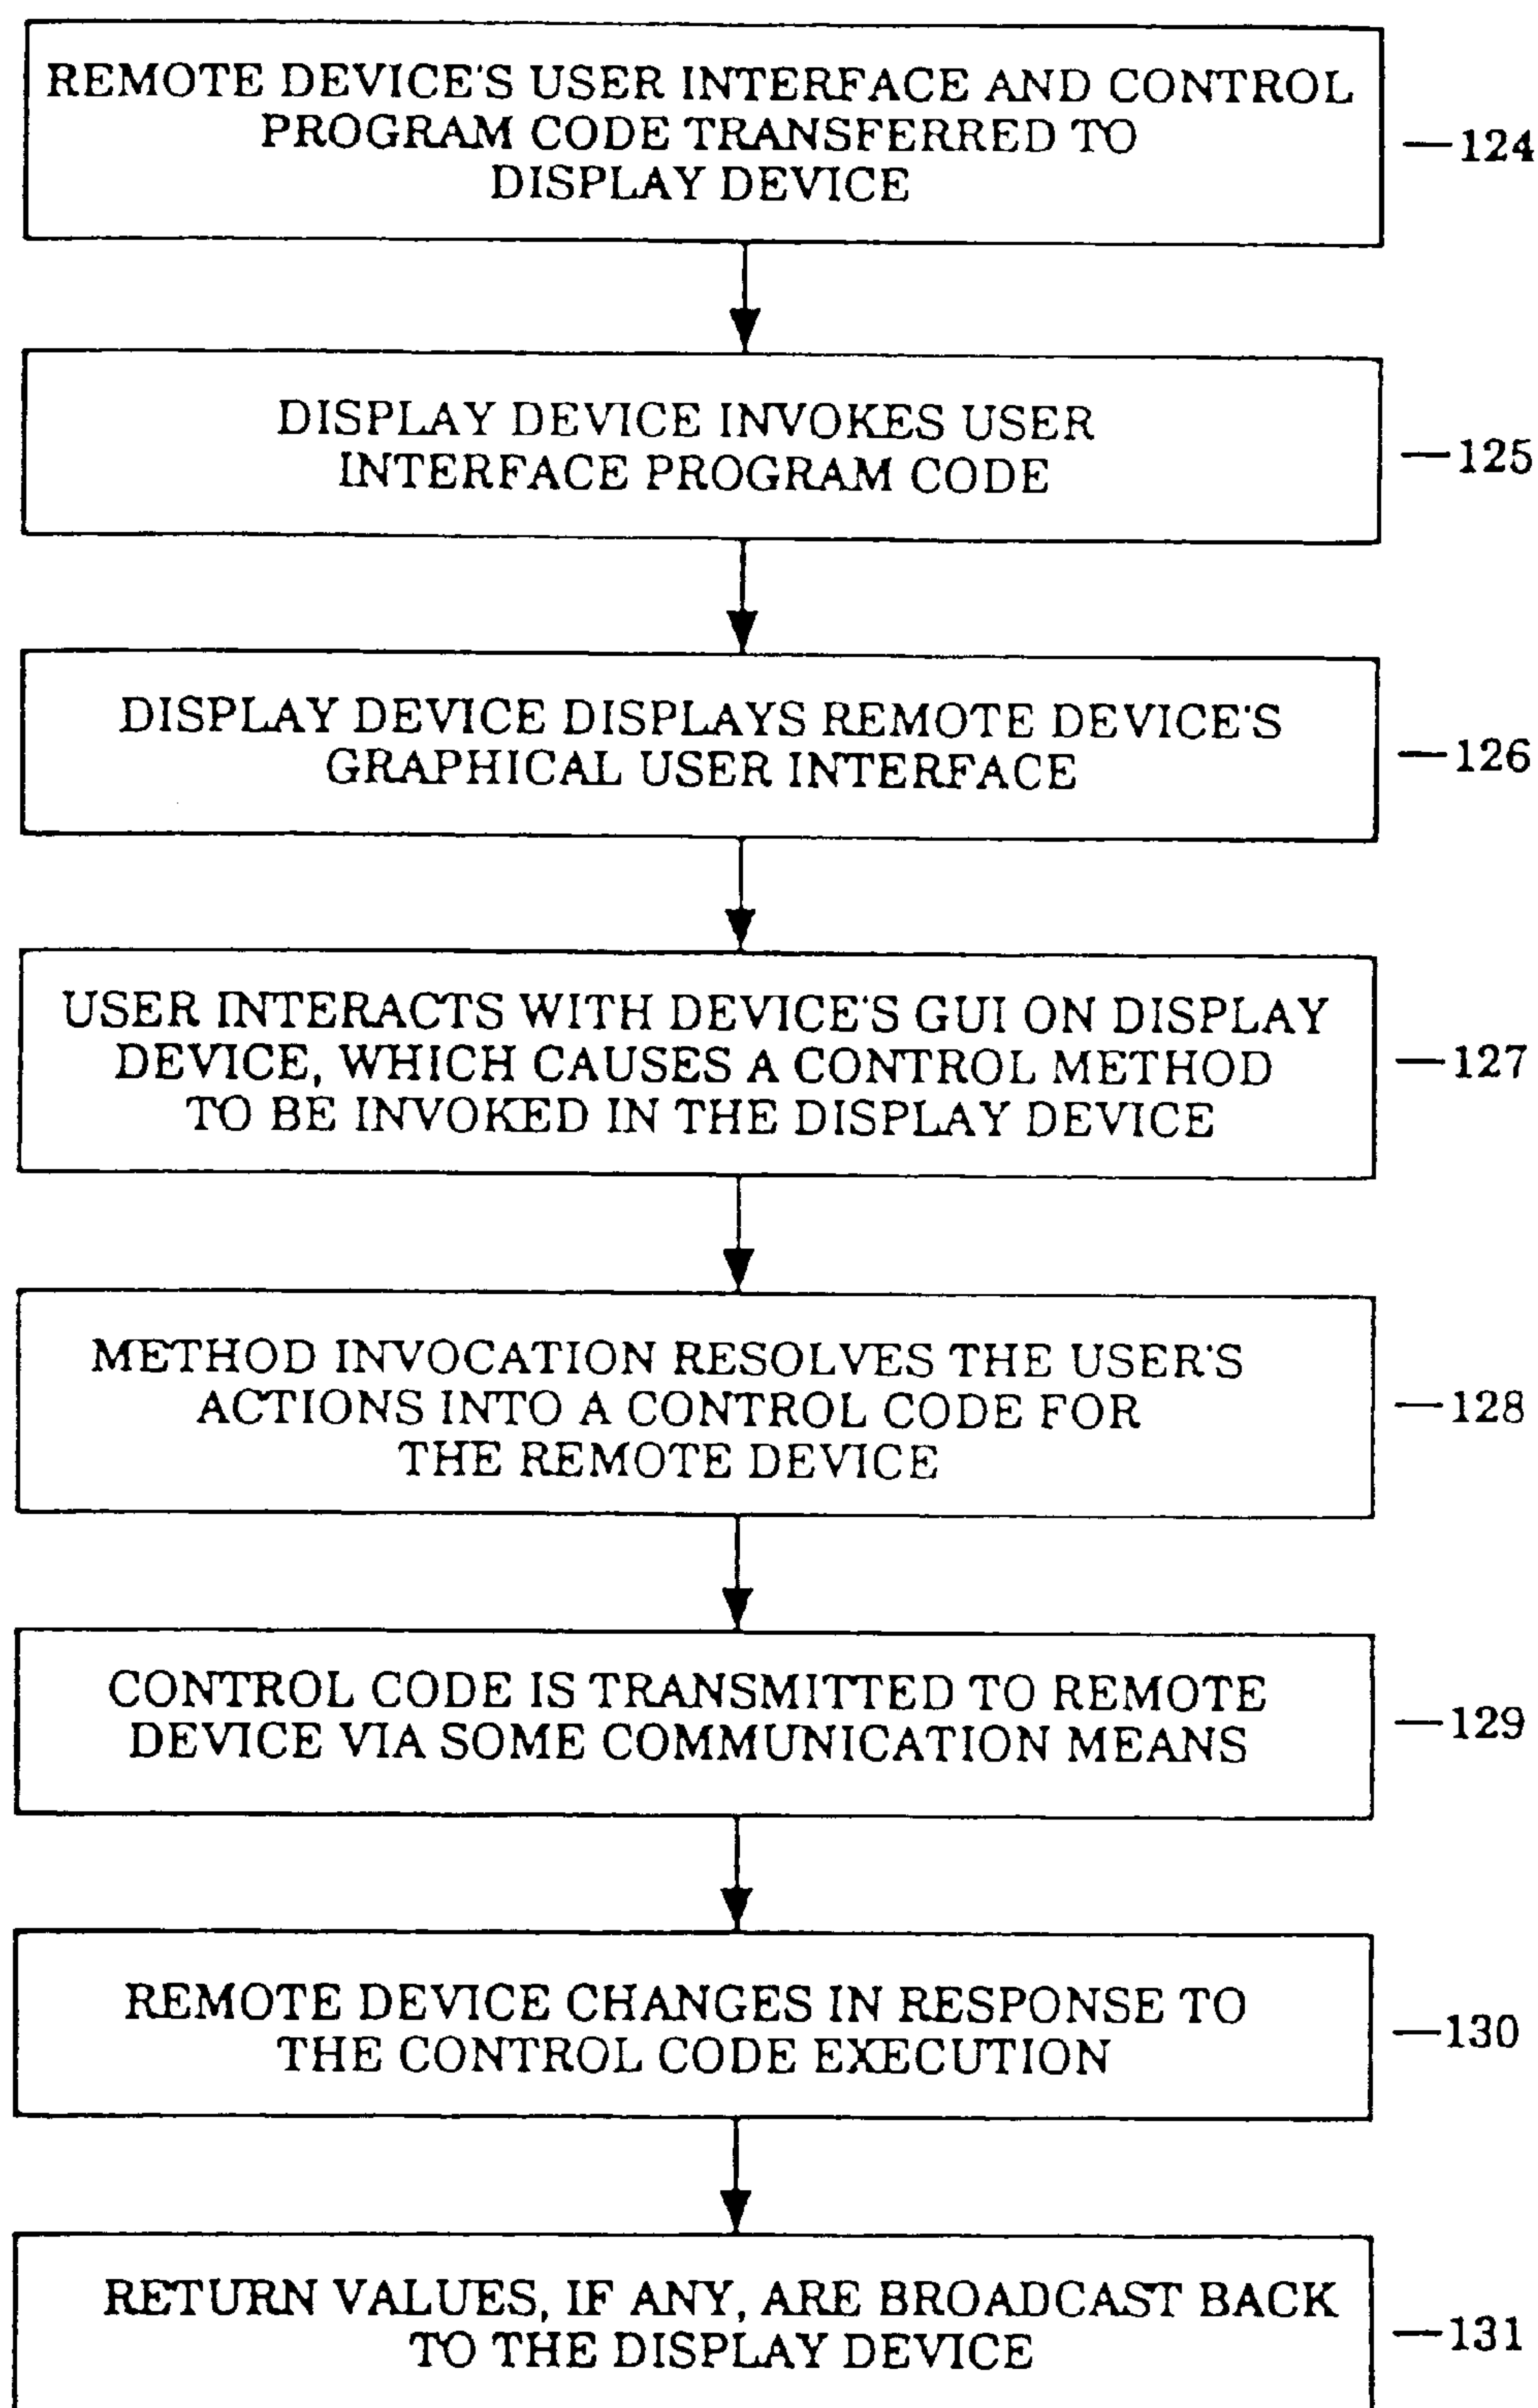 REMOTE DEVICE'S USER INTERFACE AND CONTROL
PROGRAM CODE TRANSFERRED TO
DISPLAY DEVICE
—124
DISPLAY DEVICE INVOKES USER
INTERFACE PROGRAM CODE
—125
DISPLAY DEVICE DISPLAYS REMOTE DEVICE'S
GRAPHICAL USER INTERFACE
—126
USER INTERACTS WITH DEVICE'S GUI ON DISPLAY
DEVICE, WHICH CAUSES A CONTROL METHOD
TO BE INVOKED IN THE DISPLAY DEVICE
—127
METHOD INVOCATION RESOLVES THE USER'S
ACTIONS INTO A CONTROL CODE FOR
THE REMOTE DEVICE
—128
CONTROL CODE IS TRANSMITTED TO REMOTE
DEVICE VIA SOME COMMUNICATION MEANS
—129
REMOTE DEVICE CHANGES IN RESPONSE TO
THE CONTROL CODE EXECUTION
—130
RETURN VALUES, IF ANY, ARE BROADCAST BACK
TO THE DISPLAY DEVICE
—131